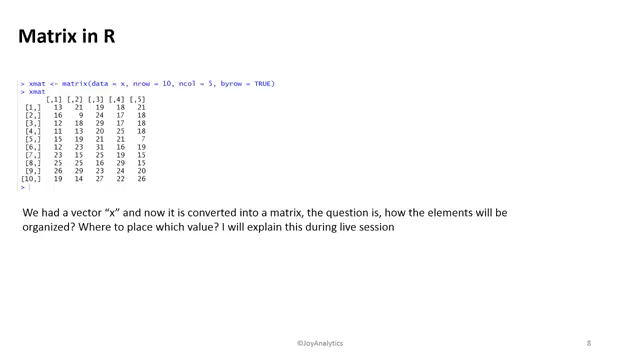 Matrix in R
> xmat <- matrix(data = x, nrow = 10, ncol = 5, byrow = TRUE)
> xmat
[,1] [,2] [,3] [,4] [,5]
[1,] 13 21 19 18 21
[2,] 16 9 24 17 18
[3,] 12 18 29 17 18
[4,] 11 13 20 25 18
[5,] 15 19 21 21 7
[6,] 12 23 31 16 19
[7,] 23 15 25 19 15
[8,] 25 25 16 29 15
[9,] 26 29 23 24 20
[10,] 19 14 27 22 26
>
We had a vector “x” and now it is converted into a matrix, the question is, how the elements will be
organized? Where to place which value? I will explain this during live session
©JoyAnalytics
8